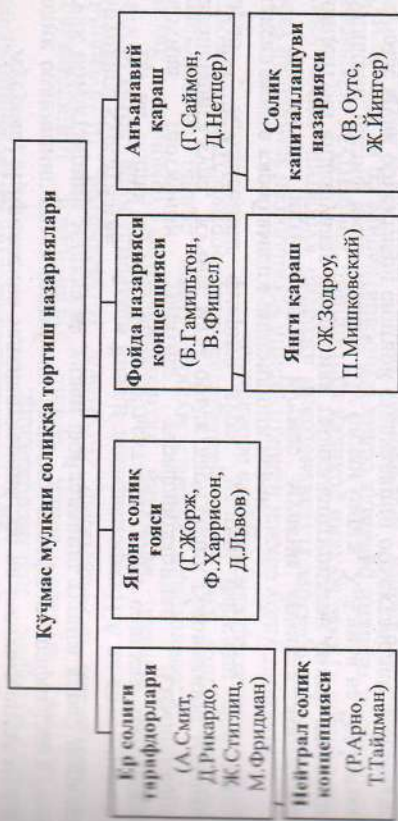 Кўчмас мулкни солиққа тортиш назариялари
Ер солиғи
тарафдорлари
(А.Смит,
Д.Рикардо,
Ж.Стиглиц,
М.Фридман)
Ягона солиқ
ғояси
(Г.Жорж,
Ф.Харрисон,
Д.Львов)
Фойда назарияси
концепцияси
(Б.Гамильтон,
В.Фишел)
Анъанавий
қараш
(Г.Саймон,
Д.Нетцер)
Нейтрал солиқ
концепцияси
(Р.Арно,
Т.Тайдман)
Янги қараш
(Ж.Зодроу,
П.Мишковский)
Солиқ
капиталлашуви
назарияси
(В.Оутс,
Ж.Йингер)